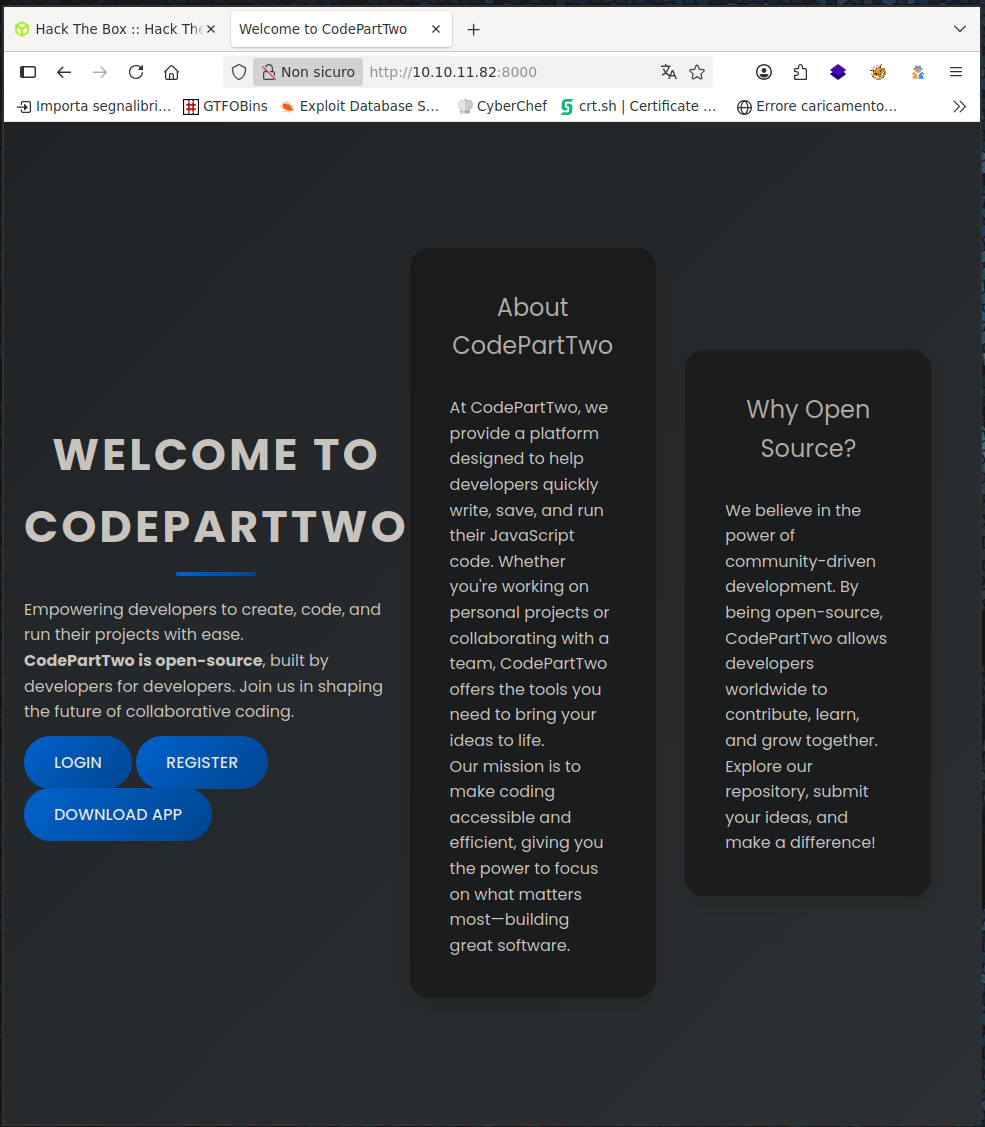 Hack The Box :: Hack The
Welcome to CodePartTwo
Non sicuro
http://10.10.11.82:8000
Importa segnalibri...
GTFOBins
Exploit Database S...
CyberChef
crt.sh | Certificate ...
Errore caricamento...
WELCOME TO
CODEPARTTWO
Empowering developers to create, code, and
run their projects with ease.
CodePartTwo is open-source, built by
developers for developers. Join us in shaping
the future of collaborative coding.
LOGIN
REGISTER
DOWNLOAD APP
About
CodePartTwo
At CodePartTwo, we
provide a platform
designed to help
developers quickly
write, save, and run
their JavaScript
code. Whether
you're working on
personal projects or
collaborating with a
team, CodePartTwo
offers the tools you
need to bring your
ideas to life.
Our mission is to
make coding
accessible and
efficient, giving you
the power to focus
on what matters
most—building
great software.
Why Open
Source?
We believe in the
power of
community-driven
development. By
being open-source,
CodePartTwo allows
developers
worldwide to
contribute, learn,
and grow together.
Explore our
repository, submit
your ideas, and
make a difference!